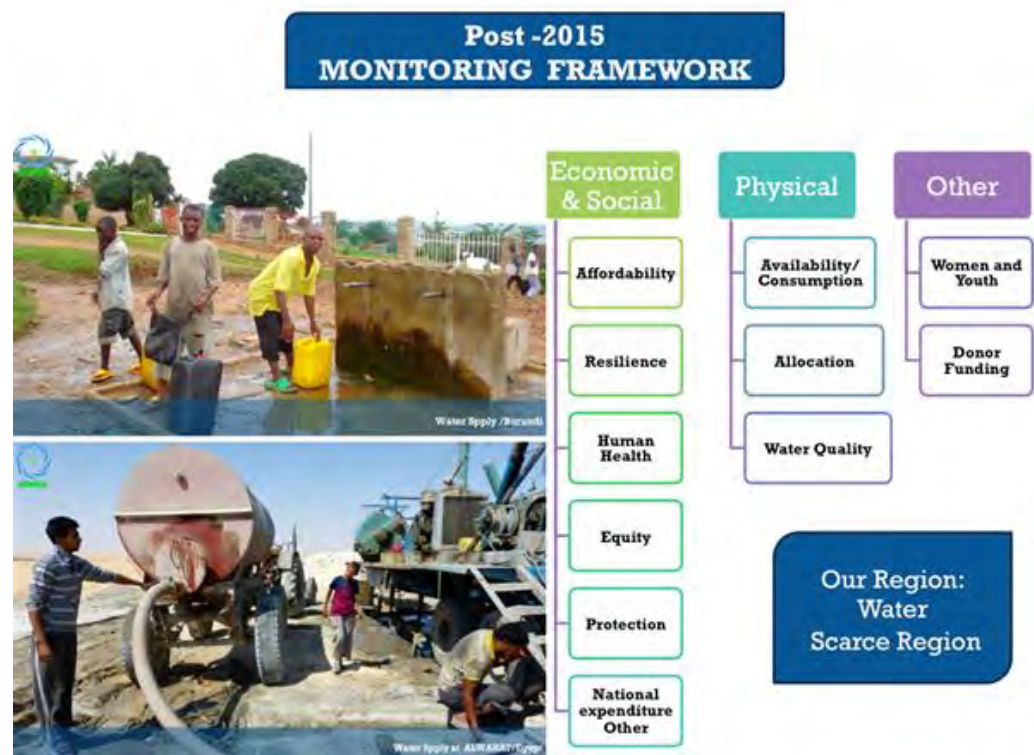 Post -2015
MONITORING FRAMEWORK
Water Spply /Burundi
Water Spply at ALWAHAT/Egypt
Economic
& Social
Affordability
Resilience
Human
Health
Equity
Protection
National
expenditure
Other
Physical
Availability/
Consumption
Allocation
Water Quality
Other
Women and
Youth
Donor
Funding
Our Region:
Water
Scarce Region